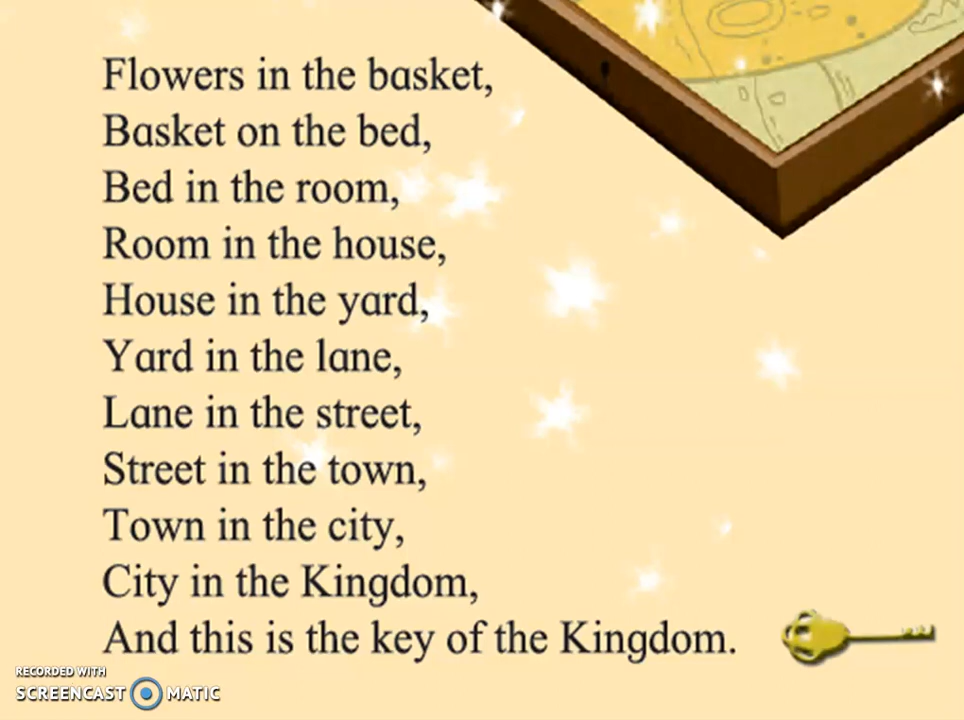 Flowers in the basket,
Basket on the bed,
Bed in the room,
Room in the house,
House in the yard,
Yard in the lane,
Lane in the street,
Street in the town,
Town in the city,
City in the Kingdom,
And this is the key of the Kingdom.
RECORDED WITH
SCREENCAST MATIC